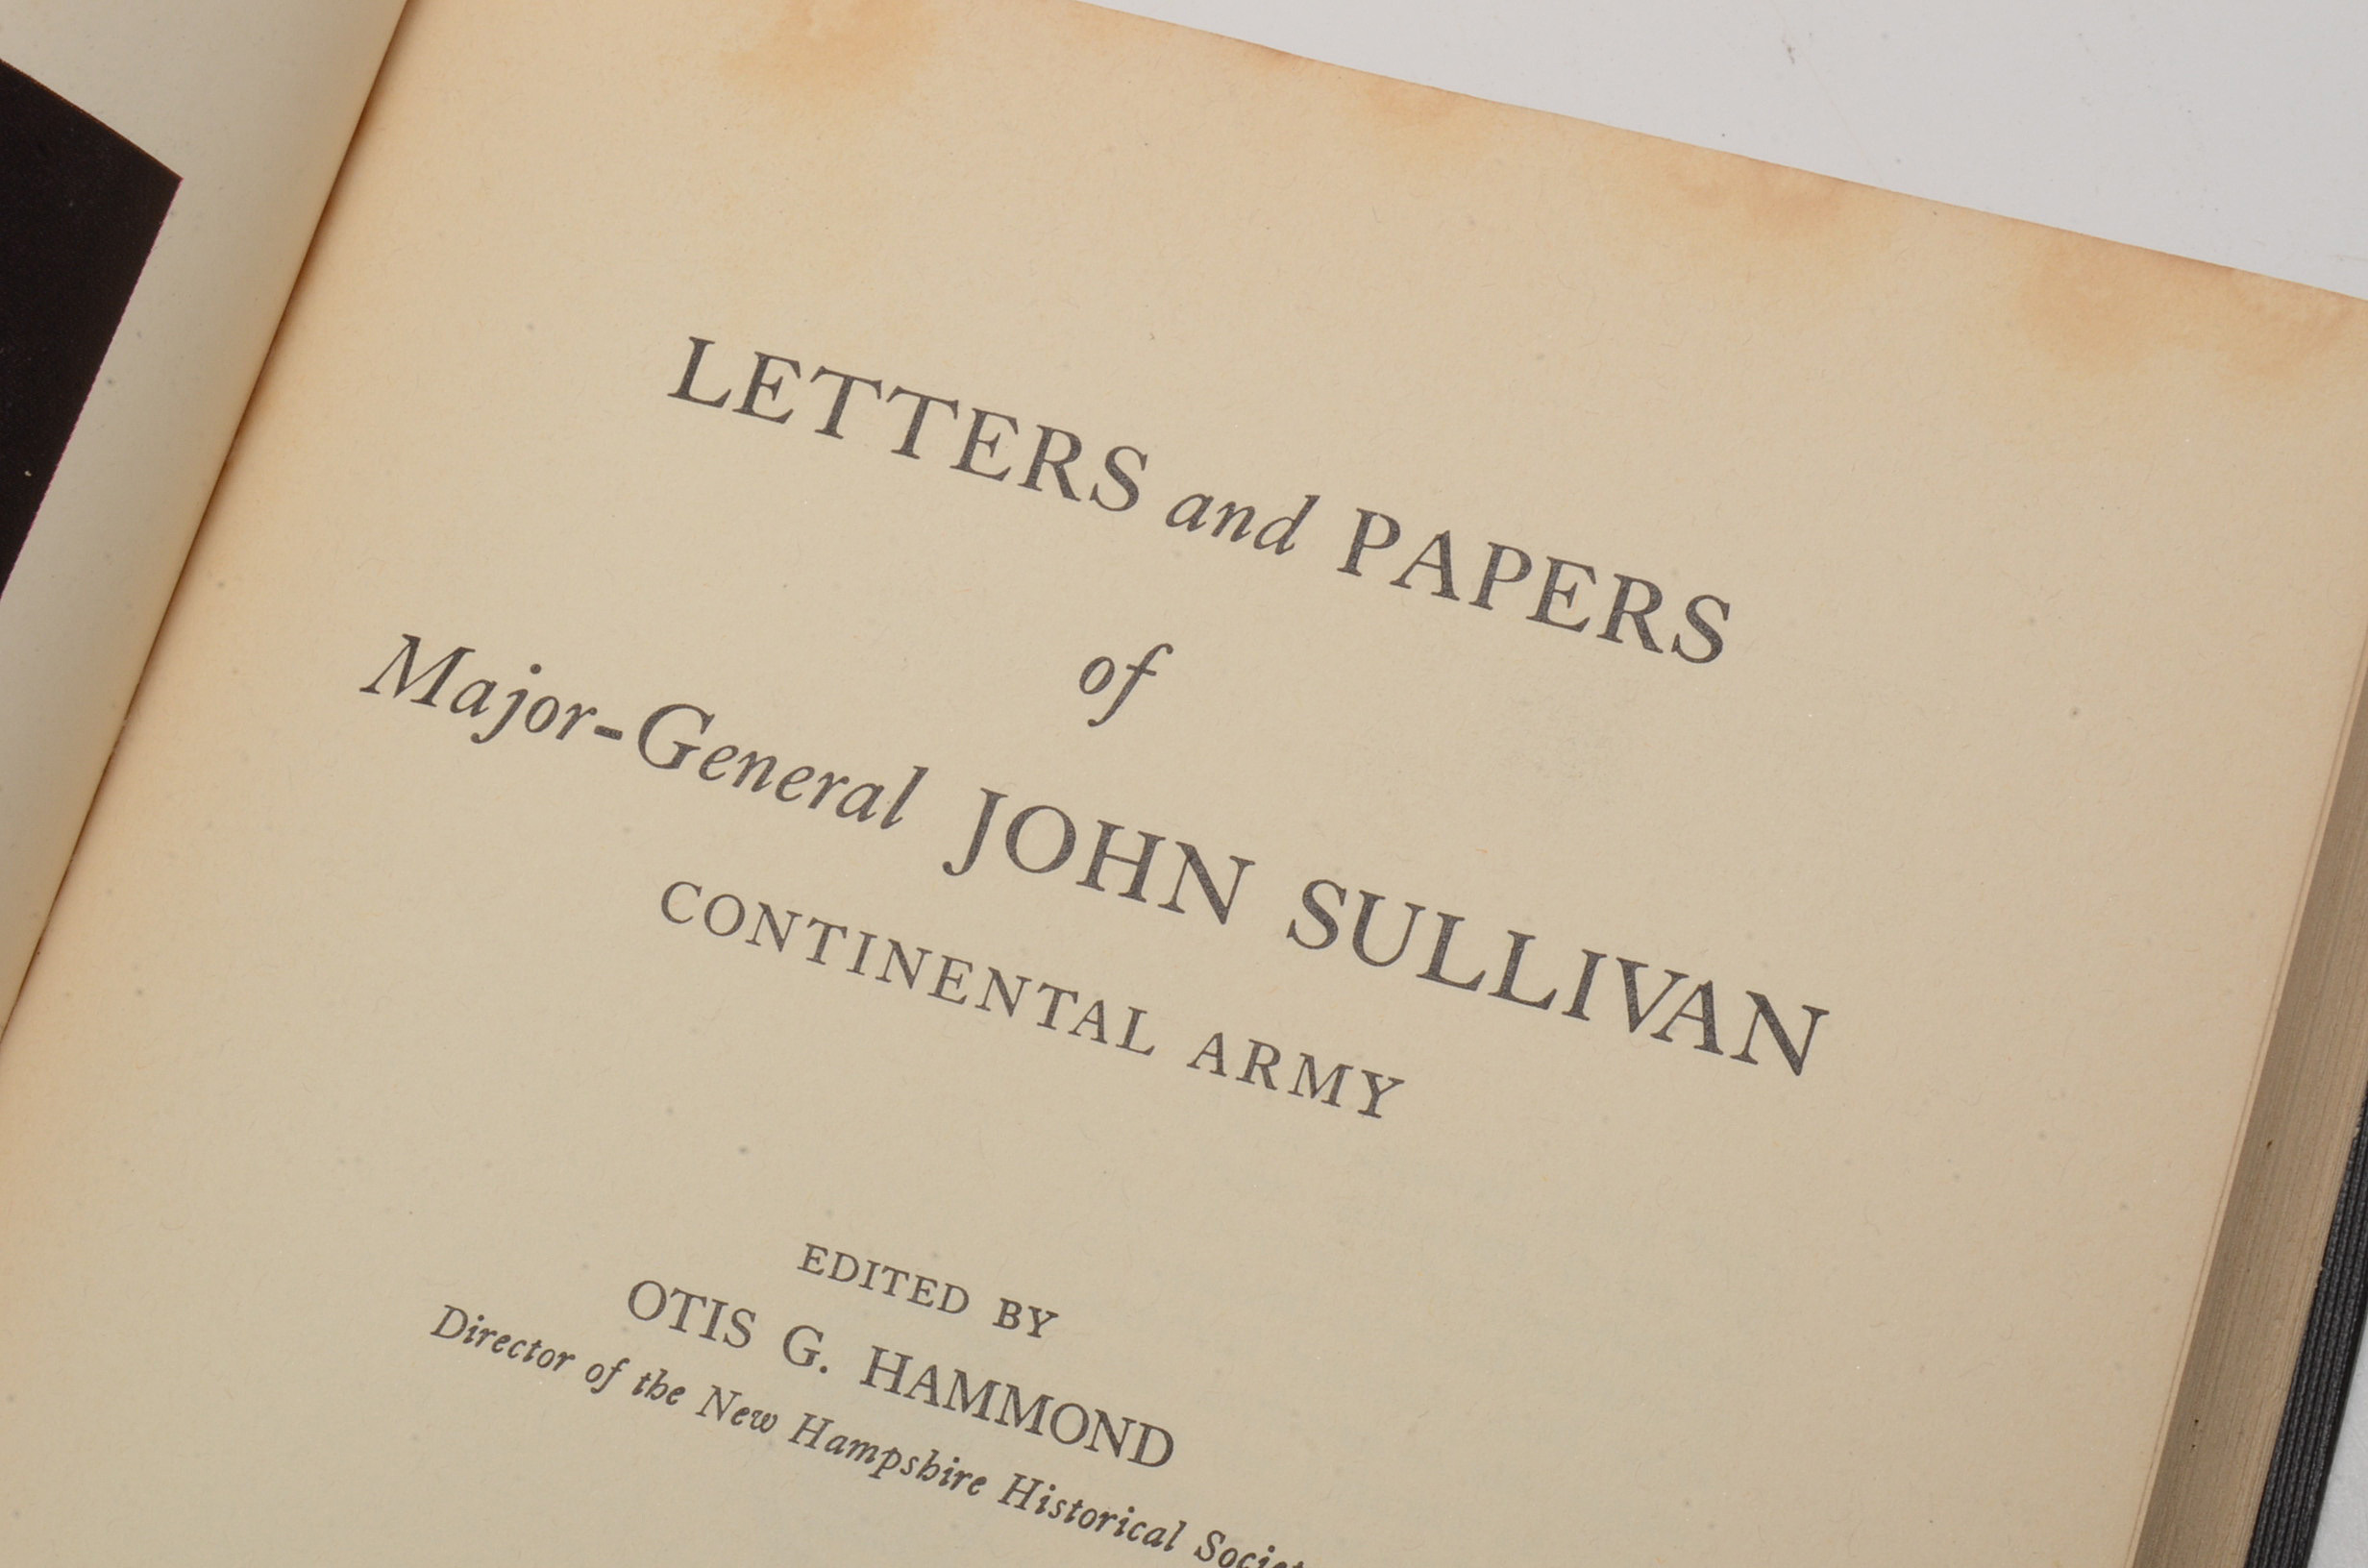 LETTERS and PAPERS
of
Major-General JOHN SULLIVAN
CONTINENTAL ARMY
EDITED BY
OTIS G. HAMMOND
Director of the New Hampshire Historical